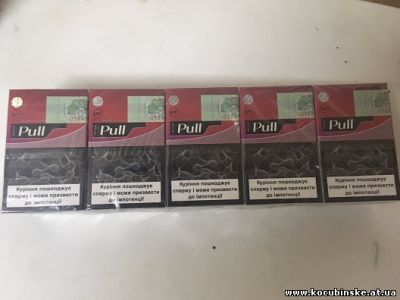 Pull
Pull
Pull
Pull
Pull
Куріння пошкоджує
сперму і може призвести
до імпотенції
Куріння пошкоджує
сперму і може призвести
до імпотенції
Куріння пошкоджує
сперму і може призвести
до імпотенції
Куріння пошкоджує
сперму і може призвести
до імпотенції
Куріння пошкоджує
сперму і може призвести
до імпотенції
www.kocubinske.at.ua